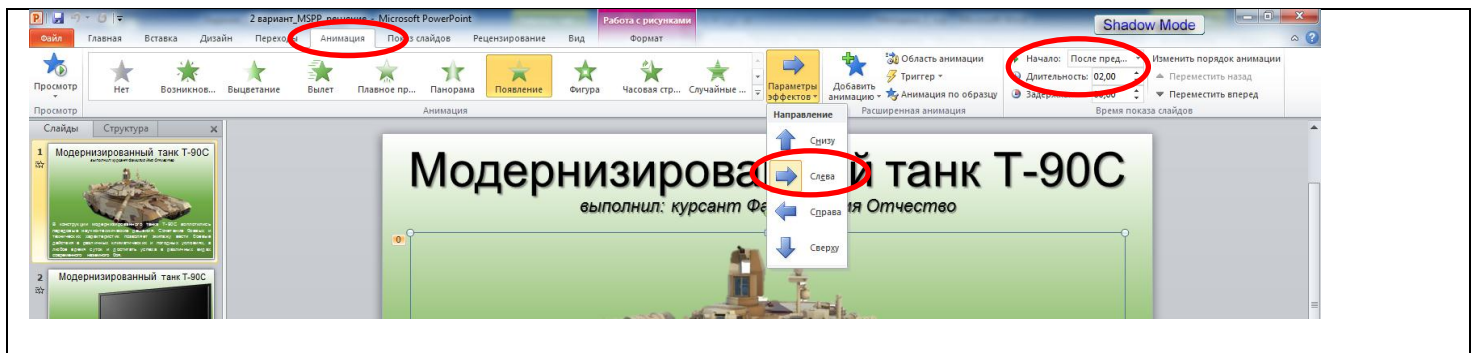 2 вариант_MSPP_решение - Microsoft PowerPoint
Работа с рисунками
Shadow Mode
Файл Главная Вставка Дизайн Переходы Анимация Показ слайдов Рецензирование Вид Формат
Просмотр
Нет Возникнов... Выцветание Вылет Плавное пр... Панорама Появление Фигура Часовая стр... Случайные ...
Параметры эффектов
Добавить анимацию
Область анимации
Триггер
Анимация по образцу
Начало: После пред...
Длительность: 02,00
Изменить порядок анимации
Переместить назад
Переместить вперед
Просмотр Анимация Расширенная анимация Время показа слайдов
Направление
Снизу
Слева
Справа
Сверху
Слайды Структура
1 Модернизированный танк Т-90С
2 Модернизированный танк Т-90С
Модернизированный танк Т-90С
выполнил: курсант Отчество
0